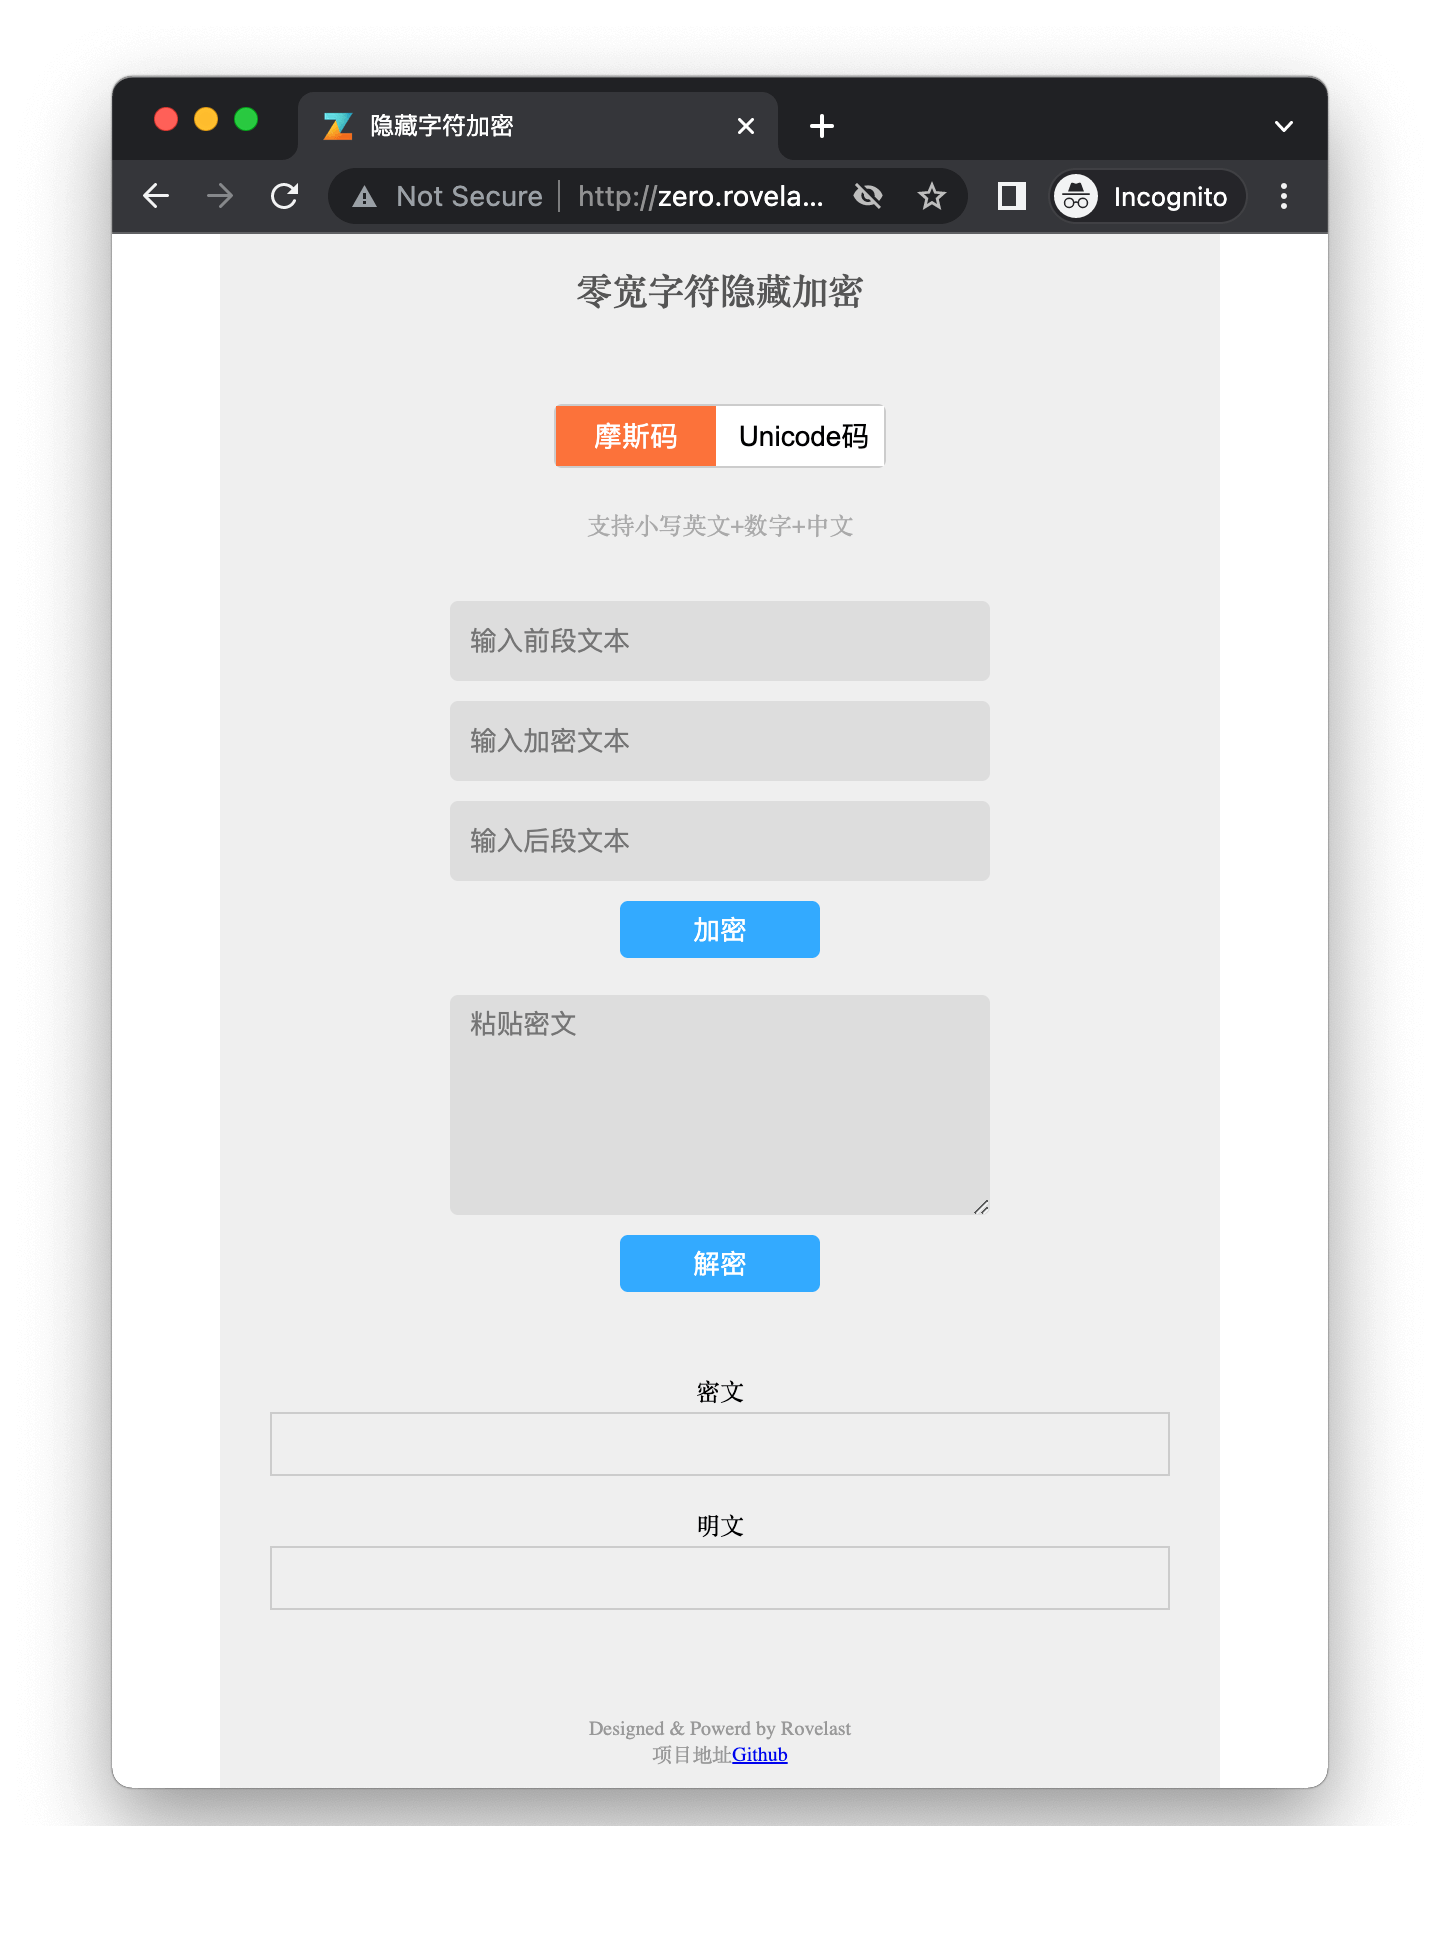 隐藏字符加密
Not Secure
http://zero.rovela...
Incognito
零宽字符隐藏加密
摩斯码
Unicode码
支持小写英文+数字+中文
输入前段文本
输入加密文本
输入后段文本
加密
粘贴密文
解密
密文
明文
Designed & Powerd by Rovelast
项目地址Github